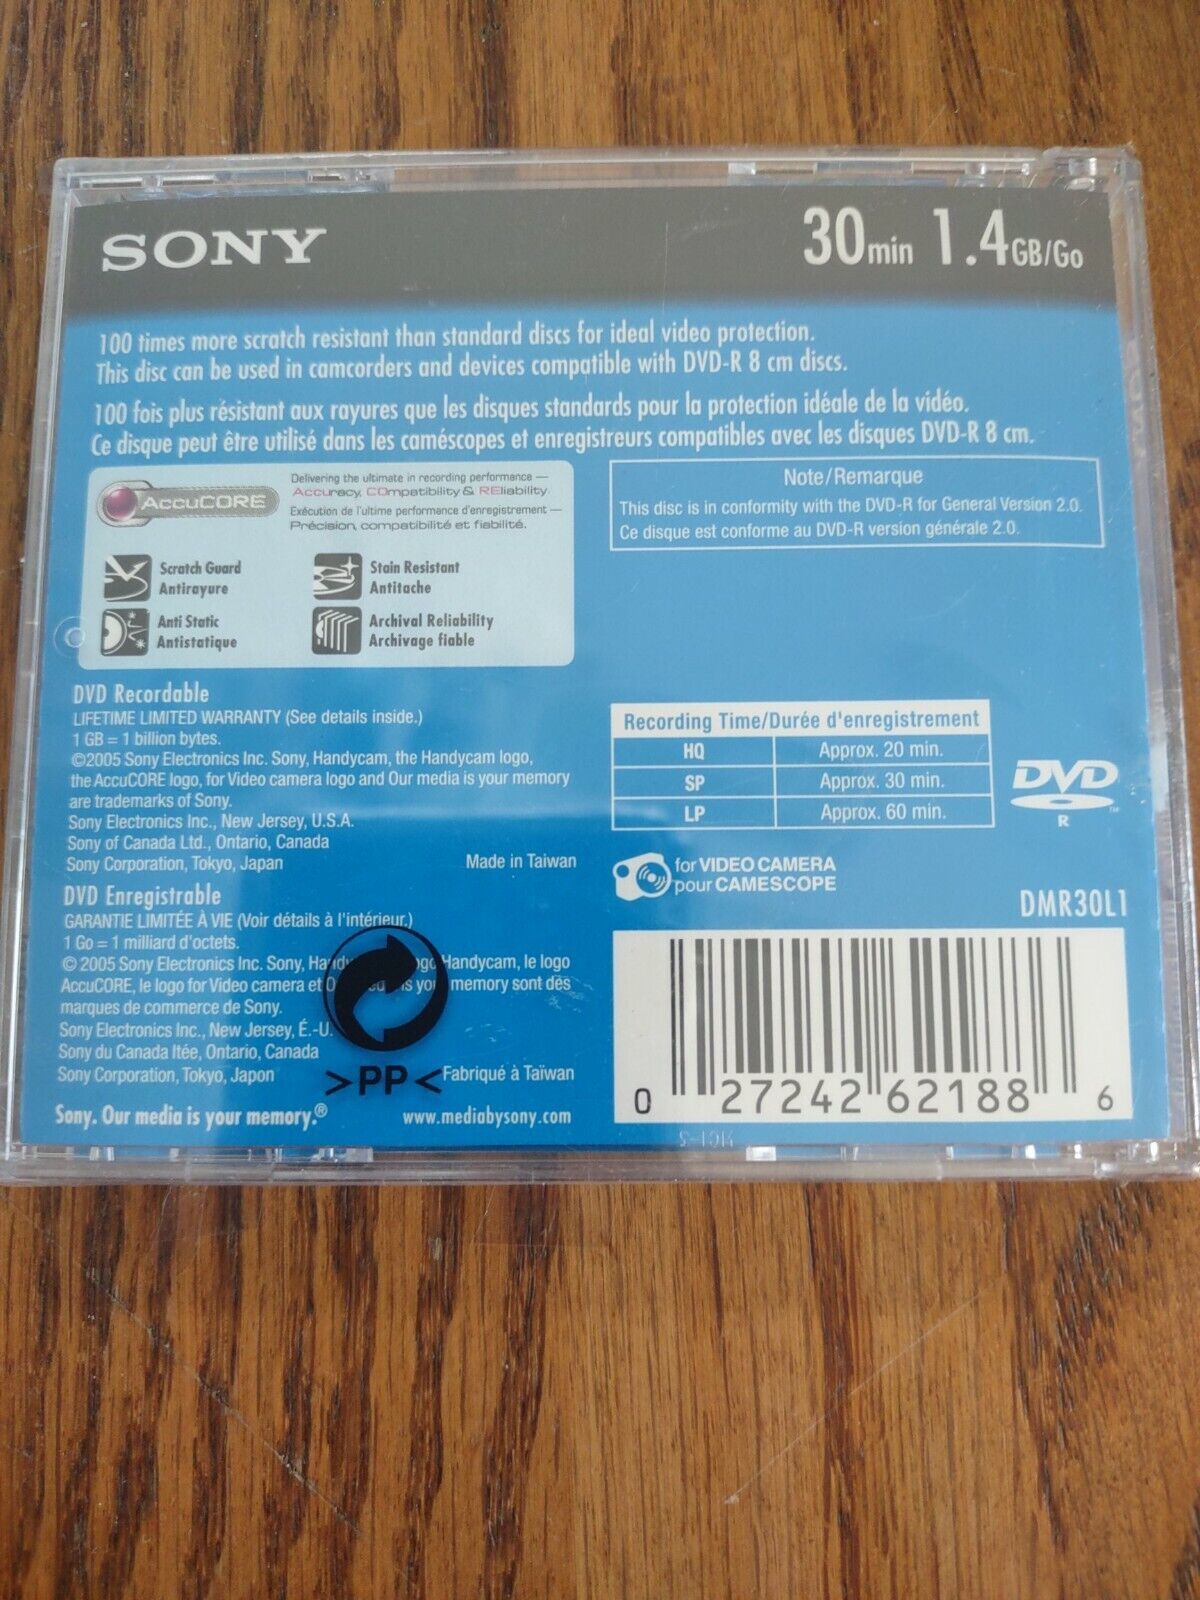 SONY
30min 1.4GB/Go
100 times more scratch resistant than standard discs for ideal video protection.
This disc can be used in camcorders and devices compatible with DVD-R 8 cm discs.
100 fois plus résistant aux rayures que les disques standards pour la protection idéale de la vidéo.
Ce disque peut être utilisé dans les caméscopes et enregistreurs compatibles avec les disques DVD-R 8 cm.
AccuCORE
Delivering the ultimate in recording performance —
Accuracy, COmpatibility & REliability
Exécution de l'ultime performance d'enregistrement —
Précision, compatibilité et fiabilité.
Scratch Guard
Antirayure
Stain Resistant
Antitache
Anti Static
Antistatique
Archival Reliability
Archivage fiable
Note/Remarque
This disc is in conformity with the DVD-R for General Version 2.0.
Ce disque est conforme au DVD-R version générale 2.0.
DVD Recordable
LIFETIME LIMITED WARRANTY (See details inside.)
1 GB = 1 billion bytes.
©2005 Sony Electronics Inc. Sony, Handycam, the Handycam logo,
the AccuCORE logo, for Video camera logo and Our media is your memory
are trademarks of Sony.
Sony Electronics Inc., New Jersey, U.S.A.
Sony of Canada Ltd., Ontario, Canada
Sony Corporation, Tokyo, Japan
Made in Taiwan
DVD Enregistrable
GARANTIE LIMITÉE À VIE (Voir détails à l'intérieur.)
1 Go = 1 milliard d'octets.
© 2005 Sony Electronics Inc. Sony, Handycam, le logo
AccuCORE, le logo for Video camera et memory sont des
marques de commerce de Sony.
Sony Electronics Inc., New Jersey, É.-U.
Sony du Canada ltée, Ontario, Canada
Sony Corporation, Tokyo, Japon
Fabriqué à Taïwan
>PP<
Sony. Our media is your memory.®
www.mediabysony.com
Recording Time/Durée d'enregistrement
HQ Approx. 20 min.
SP Approx. 30 min.
LP Approx. 60 min.
DVD™
R
for VIDEO CAMERA
pour CAMESCOPE
DMR30L1
0 27242 62188 6